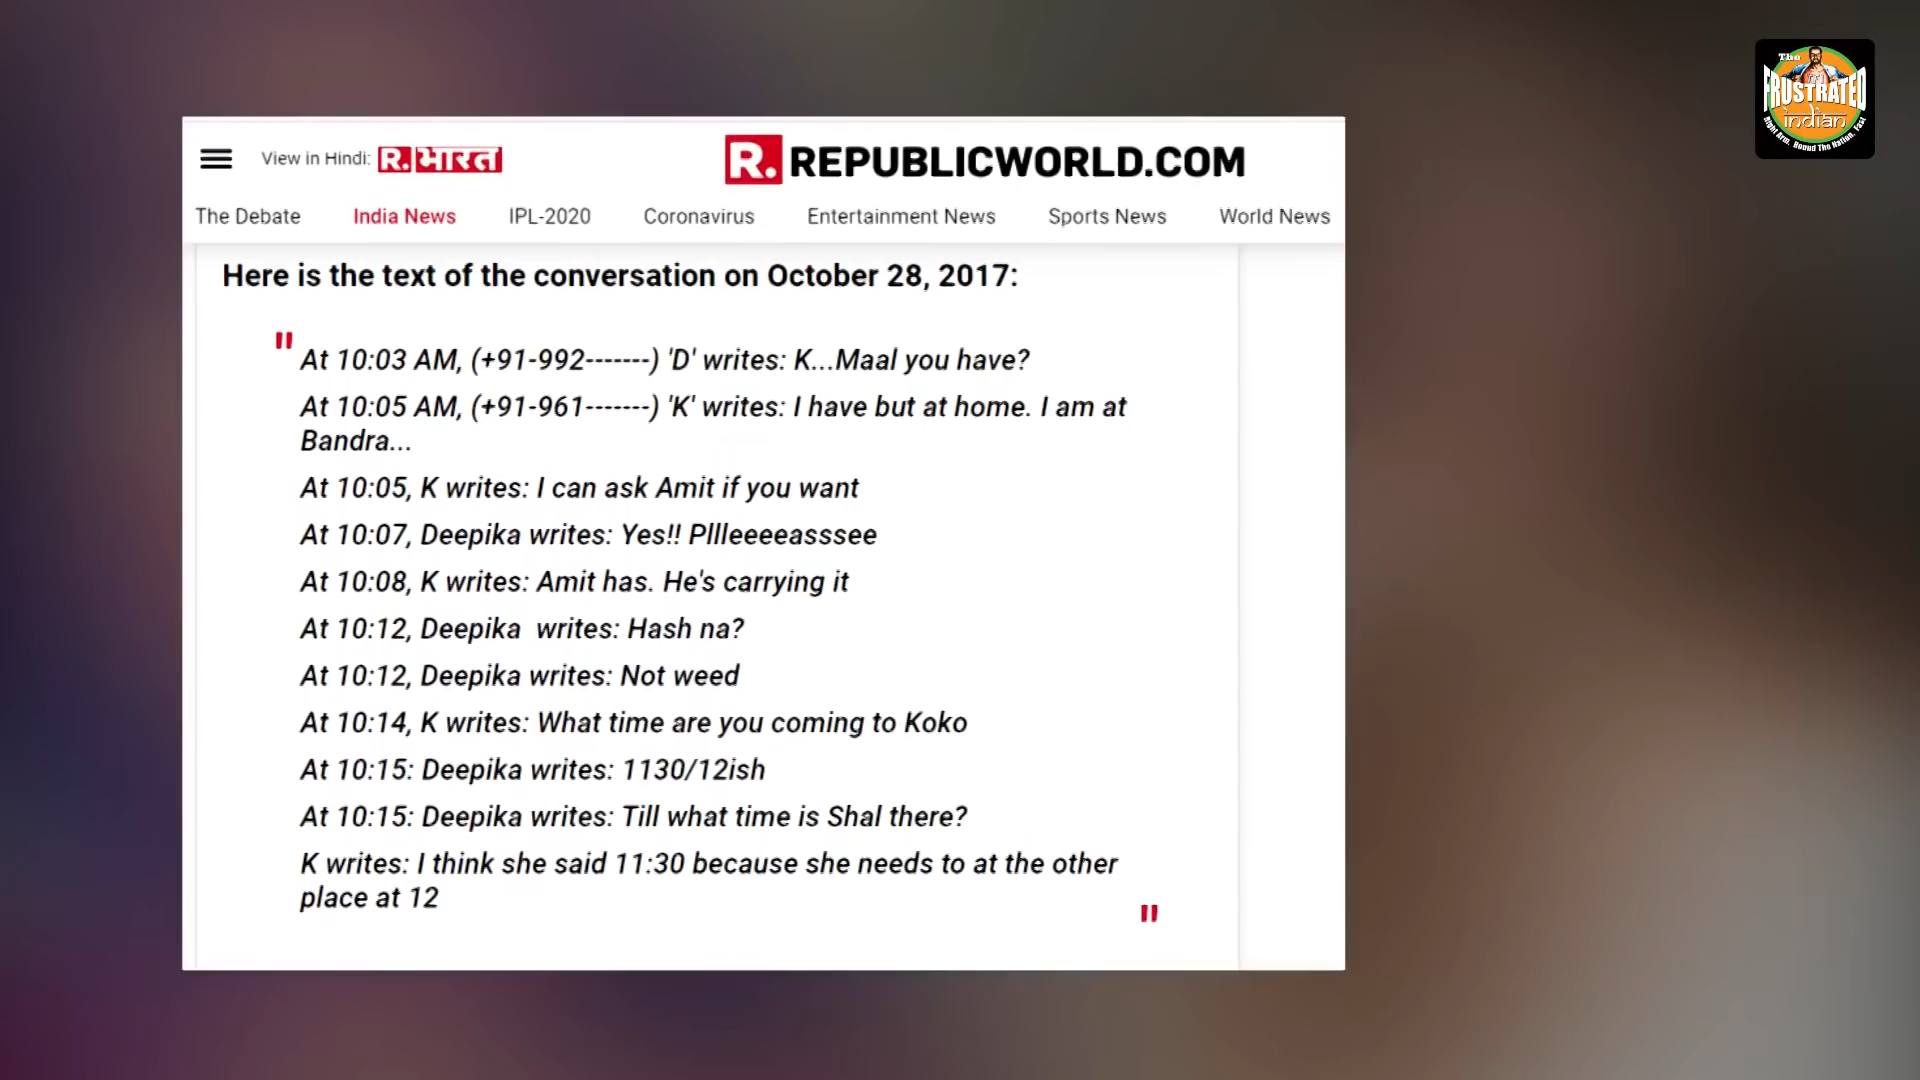 The
FRUSTRATED
indian
View in Hindi: R. भारत
R. REPUBLICWORLD.COM
The Debate India News IPL-2020 Coronavirus Entertainment News Sports News World News
Here is the text of the conversation on October 28, 2017:
"
At 10:03 AM, (+91-992-------) 'D' writes: K...Maal you have?
At 10:05 AM, (+91-961-------) 'K' writes: I have but at home. I am at
Bandra...
At 10:05, K writes: I can ask Amit if you want
At 10:07, Deepika writes: Yes!! Pllleeeeasssee
At 10:08, K writes: Amit has. He's carrying it
At 10:12, Deepika  writes: Hash na?
At 10:12, Deepika writes: Not weed
At 10:14, K writes: What time are you coming to Koko
At 10:15: Deepika writes: 1130/12ish
At 10:15: Deepika writes: Till what time is Shal there?
K writes: I think she said 11:30 because she needs to at the other
place at 12
"